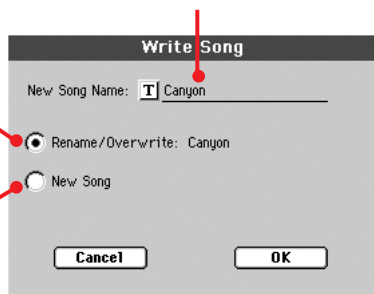 Write Song
New Song Name: T Canyon
Rename/Overwrite: Canyon
New Song
Cancel OK